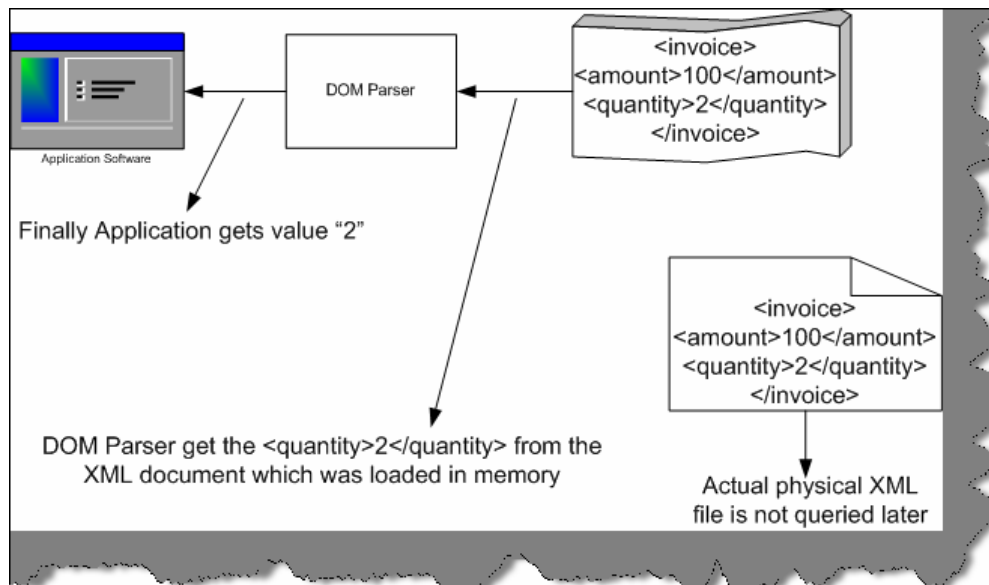 <invoice>
<amount>100</amount>
<quantity>2</quantity>
</invoice>
DOM Parser
Application Software
Finally Application gets value “2”
<invoice>
<amount>100</amount>
<quantity>2</quantity>
</invoice>
DOM Parser get the <quantity>2</quantity> from the
XML document which was loaded in memory
Actual physical XML
file is not queried later